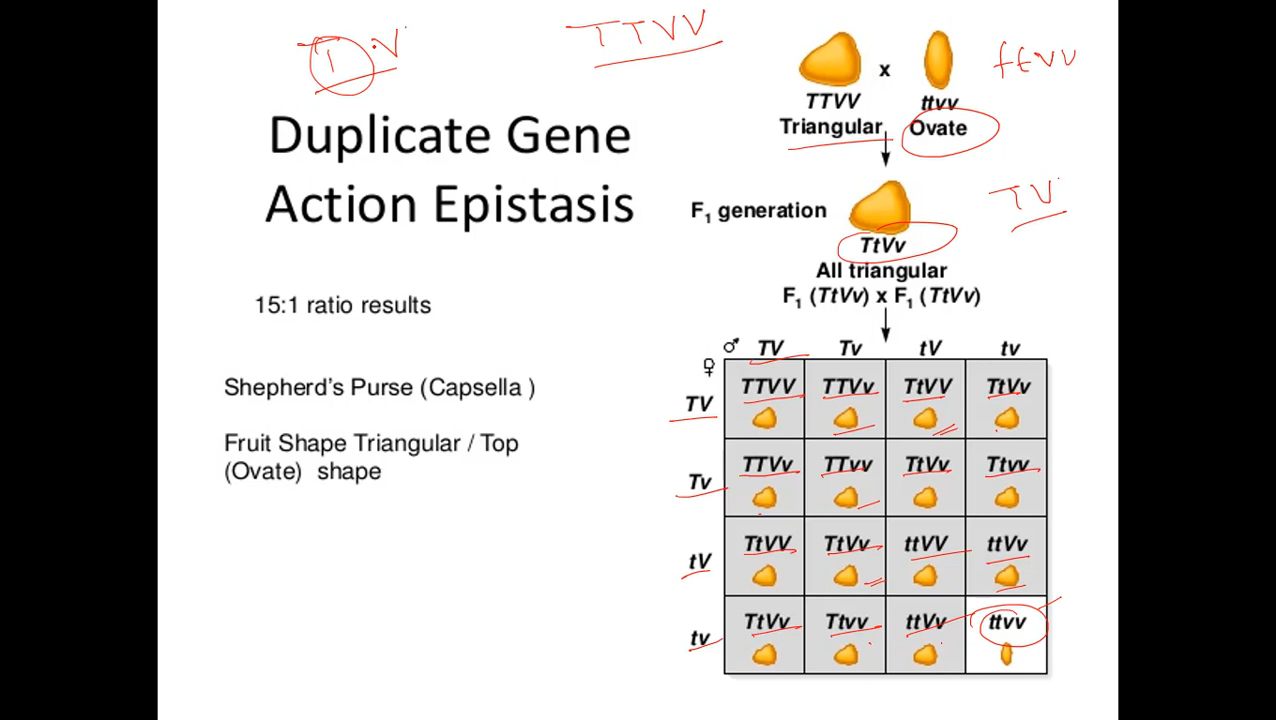 T V
TTVV
x
ttvv
TTVV ttvv
Triangular Ovate
Duplicate Gene
Action Epistasis
TV
F1 generation
TtVv
All triangular
F1 (TtVv) x F1 (TtVv)
15:1 ratio results
Shepherd's Purse (Capsella )
Fruit Shape Triangular / Top
(Ovate) shape
♂ TV Tv tV tv
♀
TV TTVV TTVv TtVV TtVv
Tv TTVv TTvv TtVv Ttvv
tV TtVV TtVv ttVV ttVv
tv TtVv Ttvv ttVv ttvv